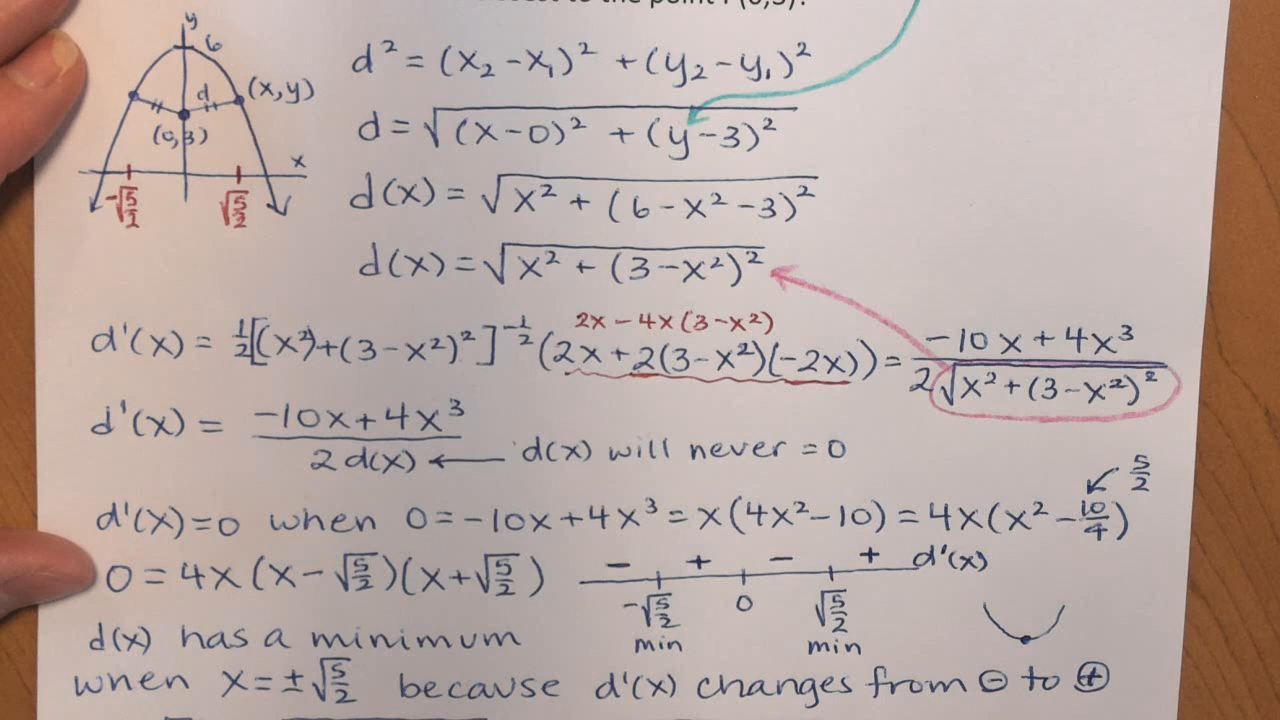 to the point
y
6
d² = (x₂ - x₁)² + (y₂ - y₁)²
d
(x, y)
d = √((x-0)² + (y-3)²)
(0,3)
x
-√(5/2) √(5/2)
d(x) = √(x² + (6 - x² - 3)²)
d(x) = √(x² + (3 - x²)²)
2x - 4x(3 - x²)
d'(x) = 1/2[(x²)+(3 - x²)²]^(-1/2) (2x + 2(3 - x²)(-2x)) = (-10x + 4x³)/(2√(x² + (3 - x²)²))
d'(x) = (-10x + 4x³)/(2d(x)) ← d(x) will never = 0
5/2
d'(x)=0 when 0 = -10x + 4x³ = x(4x² - 10) = 4x(x² - 10/4)
0 = 4x(x - √(5/2))(x + √(5/2))
- + - + d'(x)
-√(5/2) 0 √(5/2)
min min
d(x) has a minimum
when x = ±√(5/2) because d'(x) changes from ⊖ to ⊕